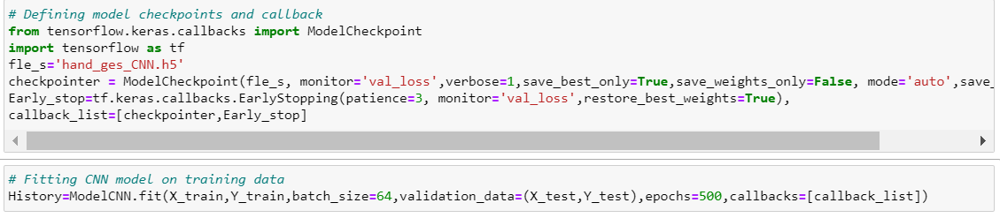 # Defining model checkpoints and callback
from tensorflow.keras.callbacks import ModelCheckpoint
import tensorflow as tf
fle_s='hand_ges_CNN.h5'
checkpointer = ModelCheckpoint(fle_s, monitor='val_loss',verbose=1,save_best_only=True,save_weights_only=False, mode='auto',save_
Early_stop=tf.keras.callbacks.EarlyStopping(patience=3, monitor='val_loss',restore_best_weights=True),
callback_list=[checkpointer,Early_stop]
# Fitting CNN model on training data
History=ModelCNN.fit(X_train,Y_train,batch_size=64,validation_data=(X_test,Y_test),epochs=500,callbacks=[callback_list])